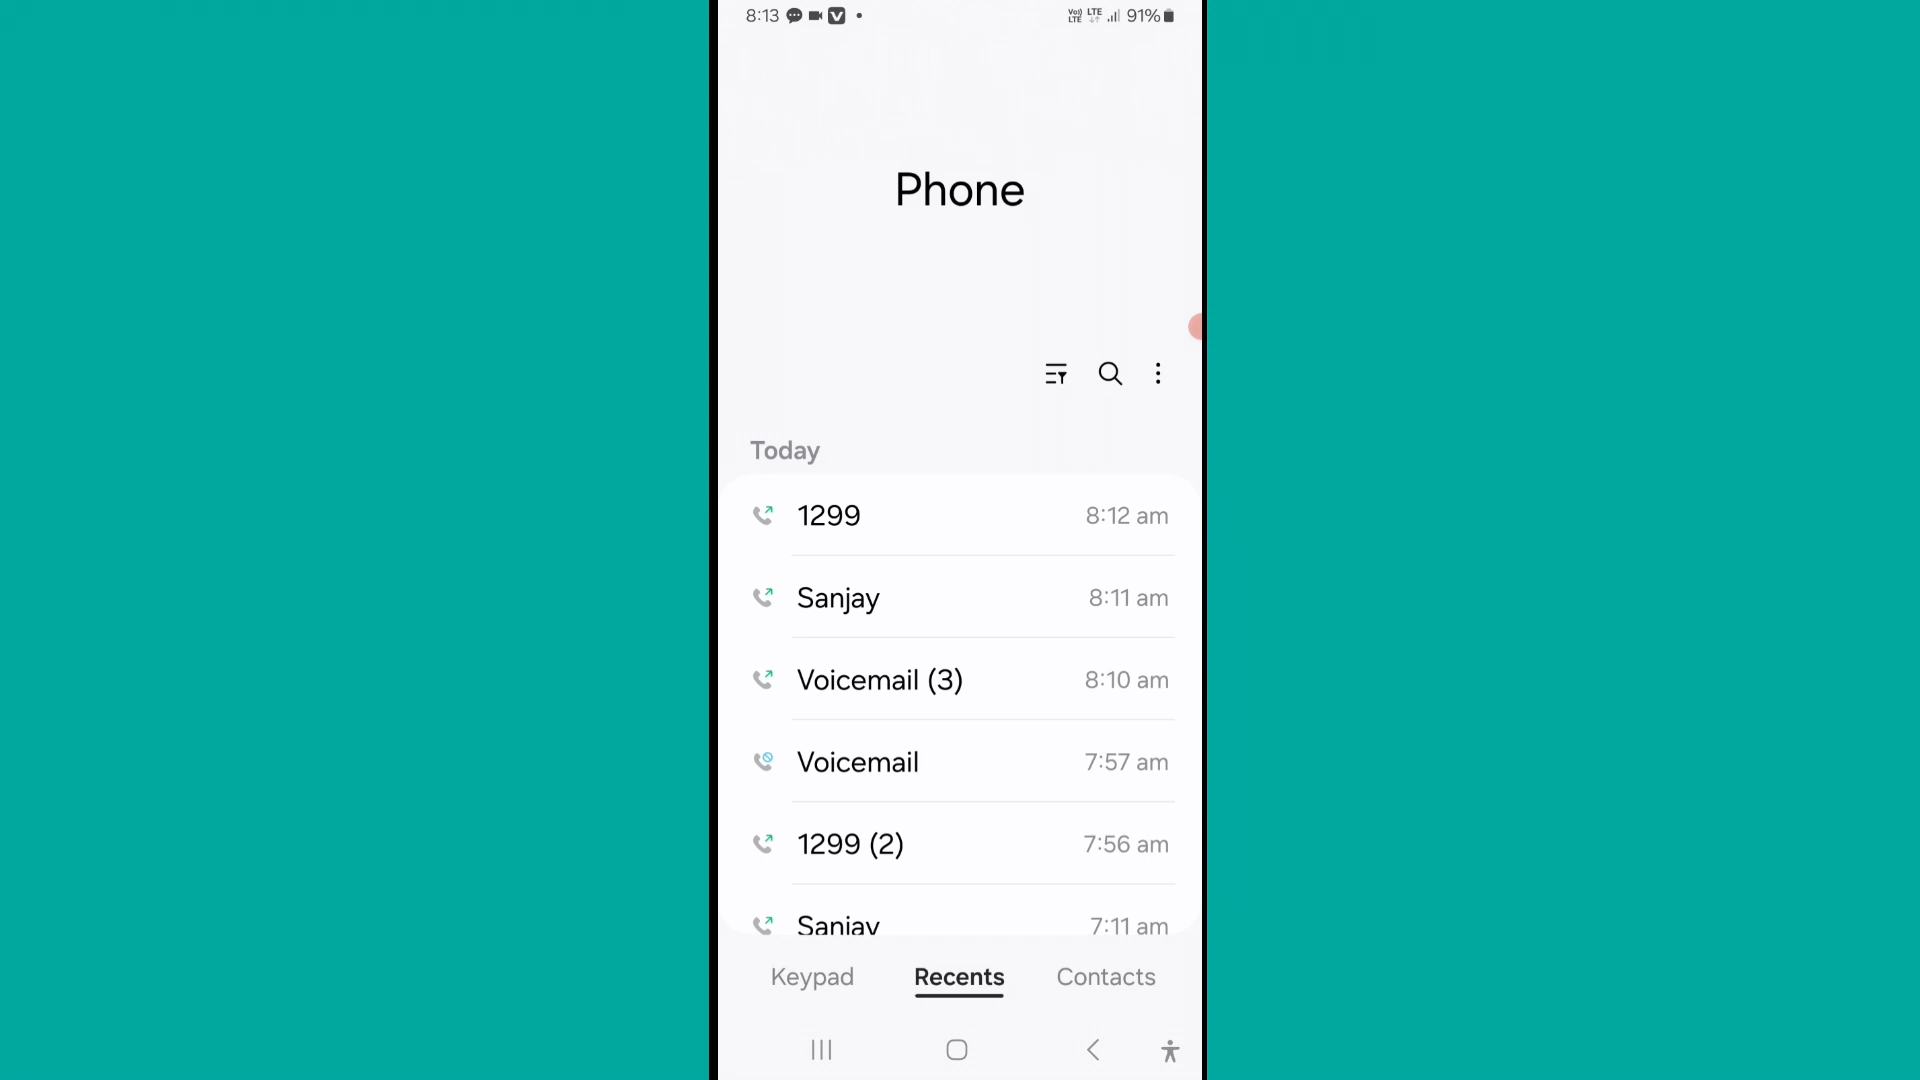 8:13 91%
Phone
Today
1299 8:12 am
Sanjay 8:11 am
Voicemail (3) 8:10 am
Voicemail 7:57 am
1299 (2) 7:56 am
Sanjay 7:11 am
Keypad Recents Contacts